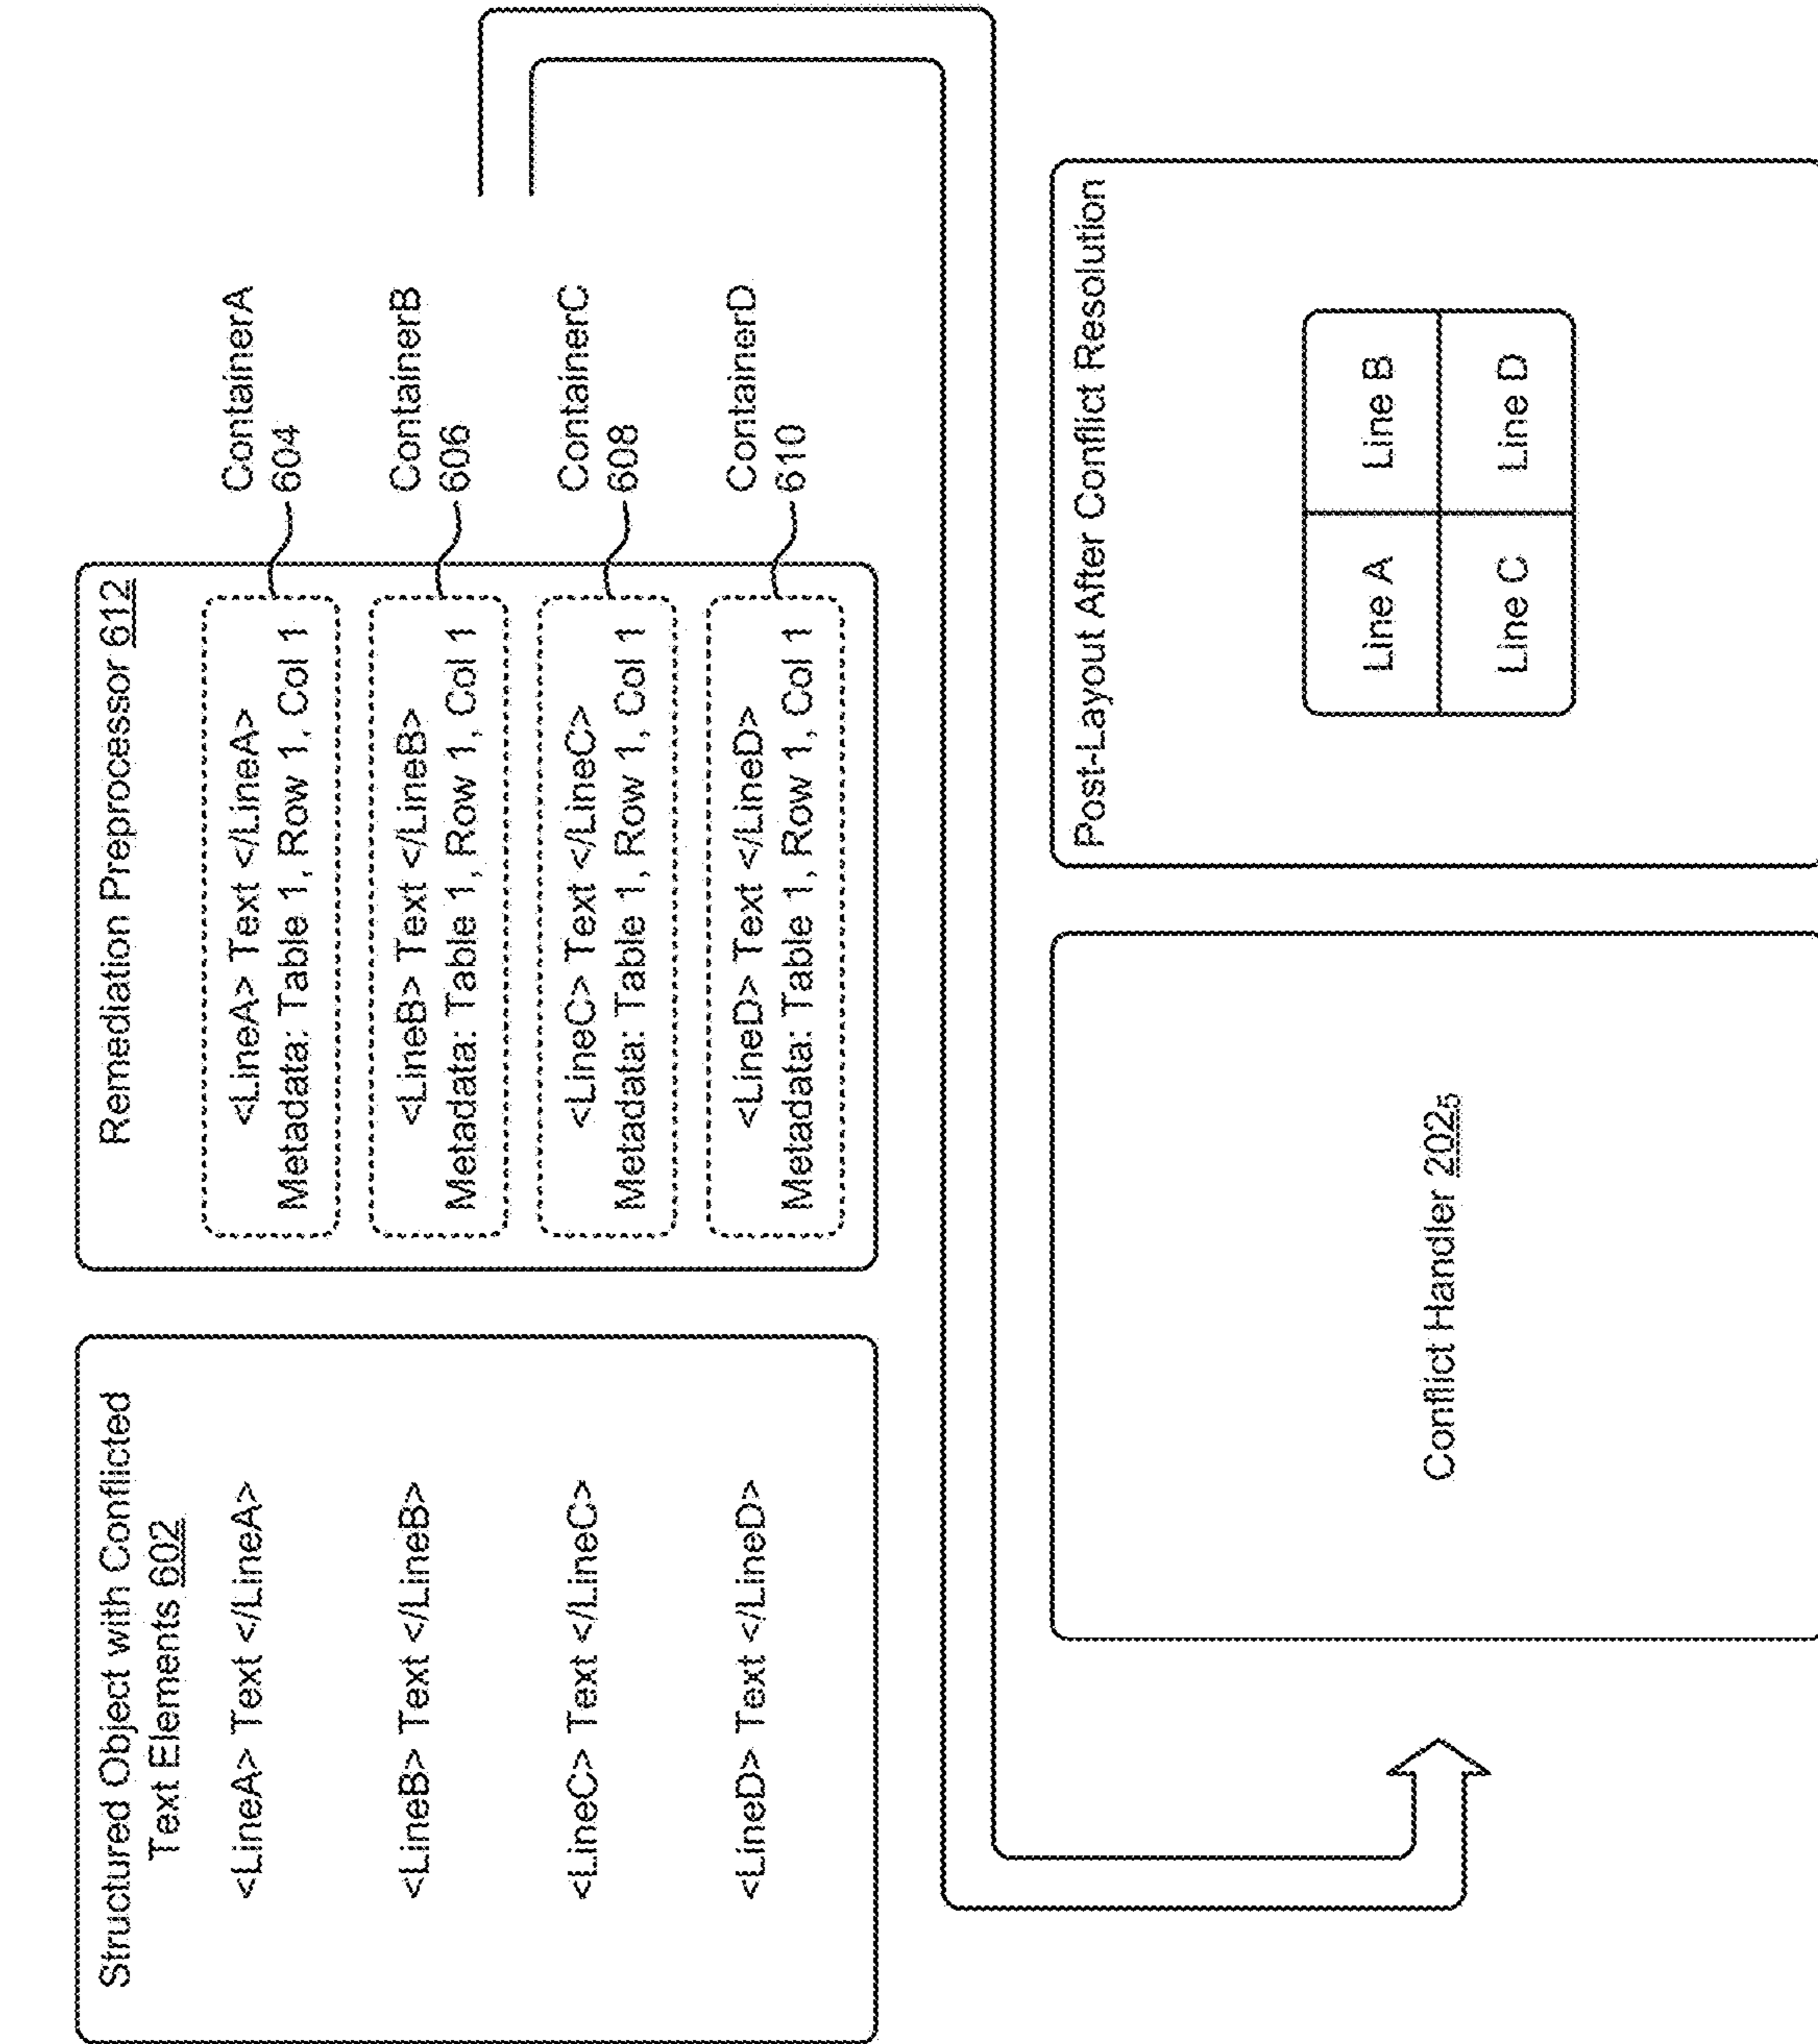 Structured Object with Conflicted
Text Elements 602
<LineA> Text </LineA>
<LineB> Text </LineB>
<LineC> Text </LineC>
<LineD> Text </LineD>
Remediation Preprocessor 612
<LineA> Text </LineA>
Metadata: Table 1, Row 1, Col 1
<LineB> Text </LineB>
Metadata: Table 1, Row 1, Col 1
<LineC> Text </LineC>
Metadata: Table 1, Row 1, Col 1
<LineD> Text </LineD>
Metadata: Table 1, Row 1, Col 1
ContainerA
604
ContainerB
606
ContainerC
608
ContainerD
610
Conflict Handler 202₅
Post-Layout After Conflict Resolution
Line A Line B
Line C Line D